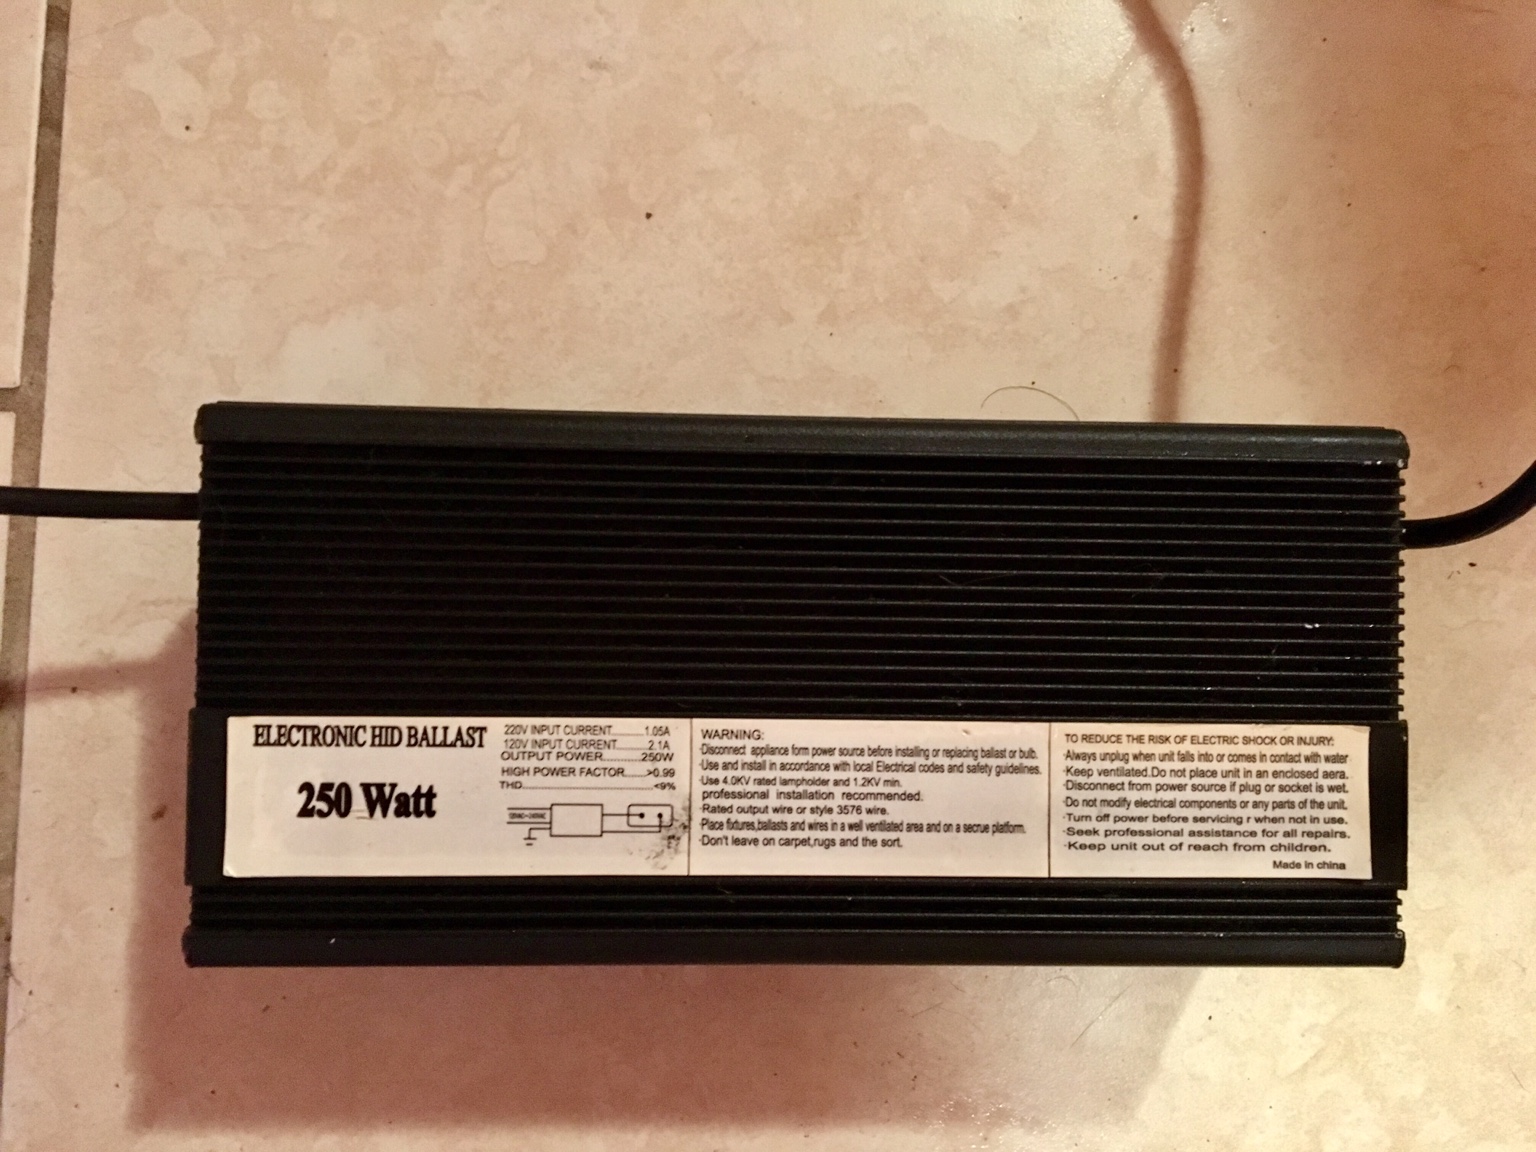 ELECTRONIC HID BALLAST
250 Watt
220V INPUT CURRENT..........1.05A
120V INPUT CURRENT..........2.1A
OUTPUT POWER..........250W
HIGH POWER FACTOR......>0.99
THD..........<9%
WARNING:
·Disconnect appliance form power source before installing or replacing ballast or bulb.
·Use and install in accordance with local Electrical codes and safety guidelines.
·Use 4.0KV rated lampholder and 1.2KV min.
professional installation recommended.
·Rated output wire or style 3576 wire.
·Place fixtures,ballasts and wires in a well ventilated area and on a secrue platform.
·Don't leave on carpet,rugs and the sort.
TO REDUCE THE RISK OF ELECTRIC SHOCK OR INJURY:
·Always unplug when unit falls into or comes in contact with water
·Keep ventilated.Do not place unit in an enclosed aera.
·Disconnect from power source if plug or socket is wet.
·Do not modify electrical components or any parts of the unit.
·Turn off power before servicing r when not in use.
·Seek professional assistance for all repairs.
·Keep unit out of reach from children.
Made in china